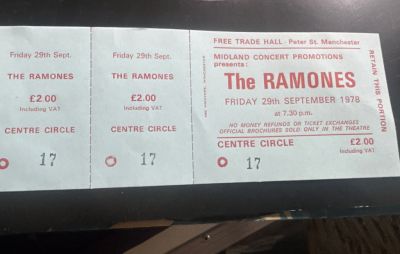 Friday 29th Sept.
THE RAMONES
£2.00
Including VAT
CENTRE CIRCLE
17
Friday 29th Sept.
THE RAMONES
£2.00
Including VAT
CENTRE CIRCLE
17
FREE TRADE HALL - Peter St. Manchester
MIDLAND CONCERT PROMOTIONS
presents:
The RAMONES
FRIDAY 29th SEPTEMBER 1978
at 7.30 p.m.
NO MONEY REFUNDS OR TICKET EXCHANGES
OFFICIAL BROCHURES SOLD ONLY IN THE THEATRE
CENTRE CIRCLE
£2.00
Including VAT
17
RETAIN THIS PORTION